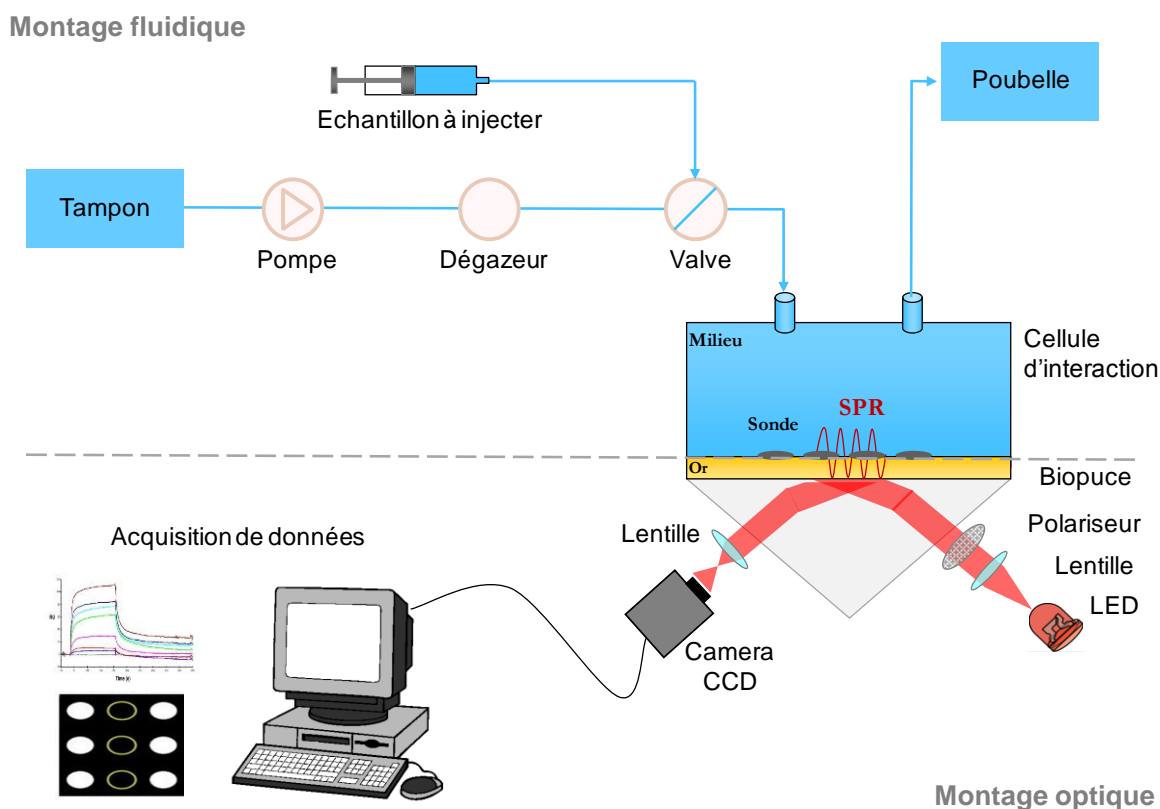 Montage fluidique
Echantillon à injecter
Poubelle
Tampon
Pompe
Dégazeur
Valve
Milieu
Cellule
d'interaction
SPR
Sonde
Or
Biopuce
Acquisition de données
Lentille
Polariseur
Lentille
LED
Camera
CCD
Time (s)
Montage optique